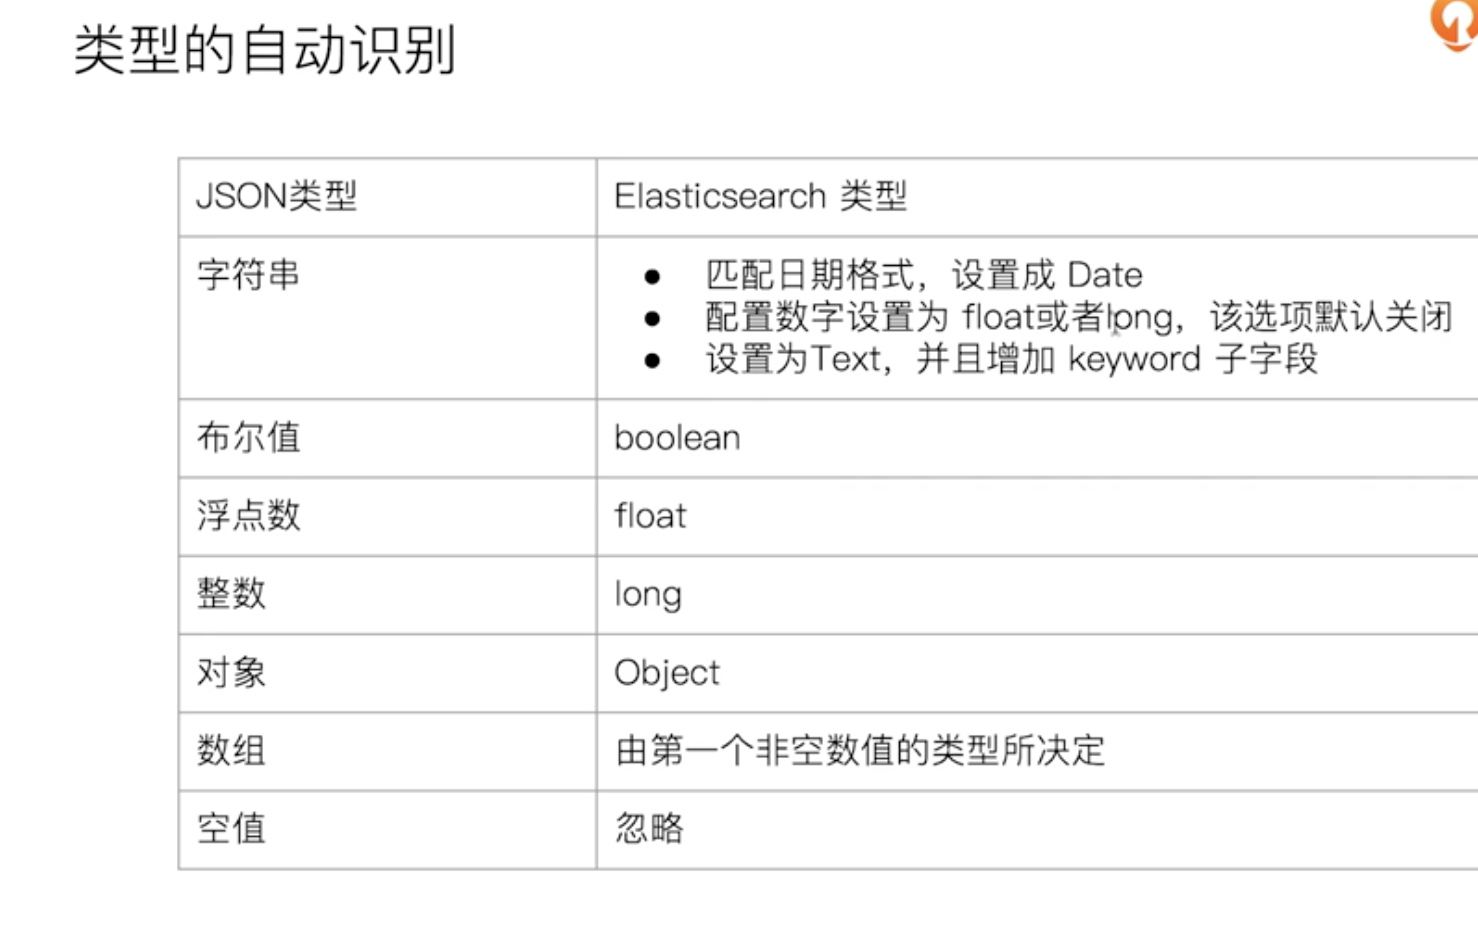 类型的自动识别
JSON类型
Elasticsearch 类型
字符串
● 匹配日期格式，设置成 Date
● 配置数字设置为 float或者long，该选项默认关闭
● 设置为Text，并且增加 keyword 子字段
布尔值
boolean
浮点数
float
整数
long
对象
Object
数组
由第一个非空数值的类型所决定
空值
忽略